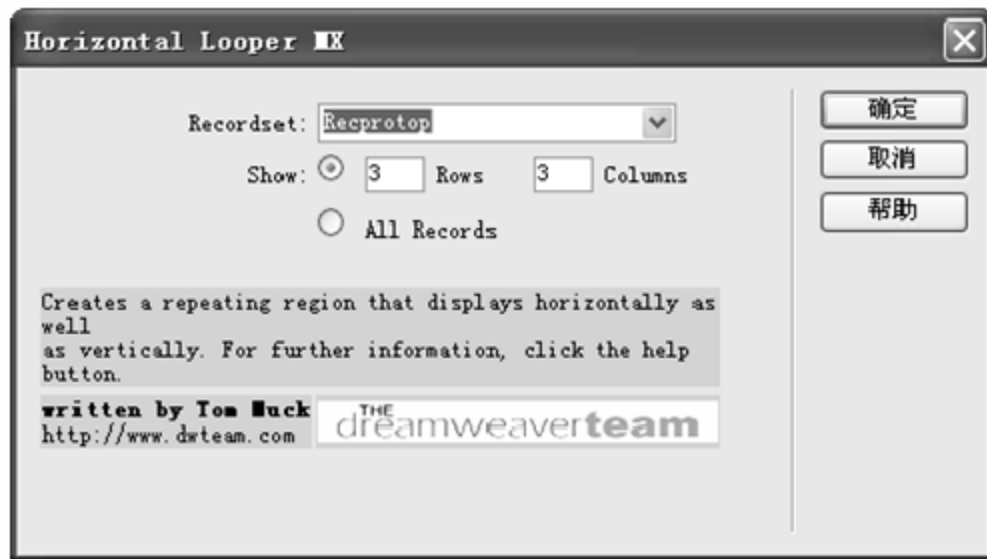 Horizontal Looper MX
Recordset: Recprotop
Show: 3 Rows 3 Columns
All Records
确定
取消
帮助
Creates a repeating region that displays horizontally as
well
as vertically. For further information, click the help
button.
written by Tom Muck
http://www.dwteam.com
THE
dreamweaverteam